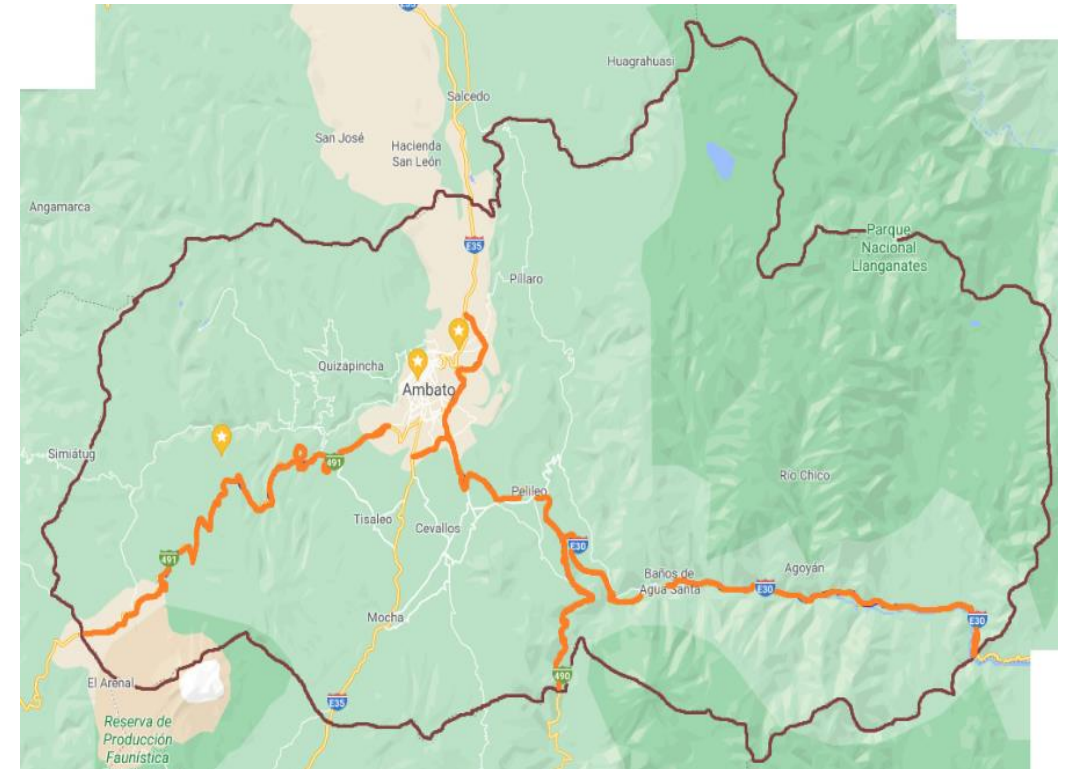 E35
Huagrahuasi
Salcedo
San José
Hacienda
San León
Angamarca
Parque
Nacional
Llanganates
E35
Píllaro
Quizapincha
Ambato
Simiátug
491
Río Chico
Pelileo
Tisaleo
Cevallos
E30
491
Baños de
Agua Santa
Agoyán
E30
E30
Mocha
El Arenal
490
E35
Reserva de
Producción
Faunística